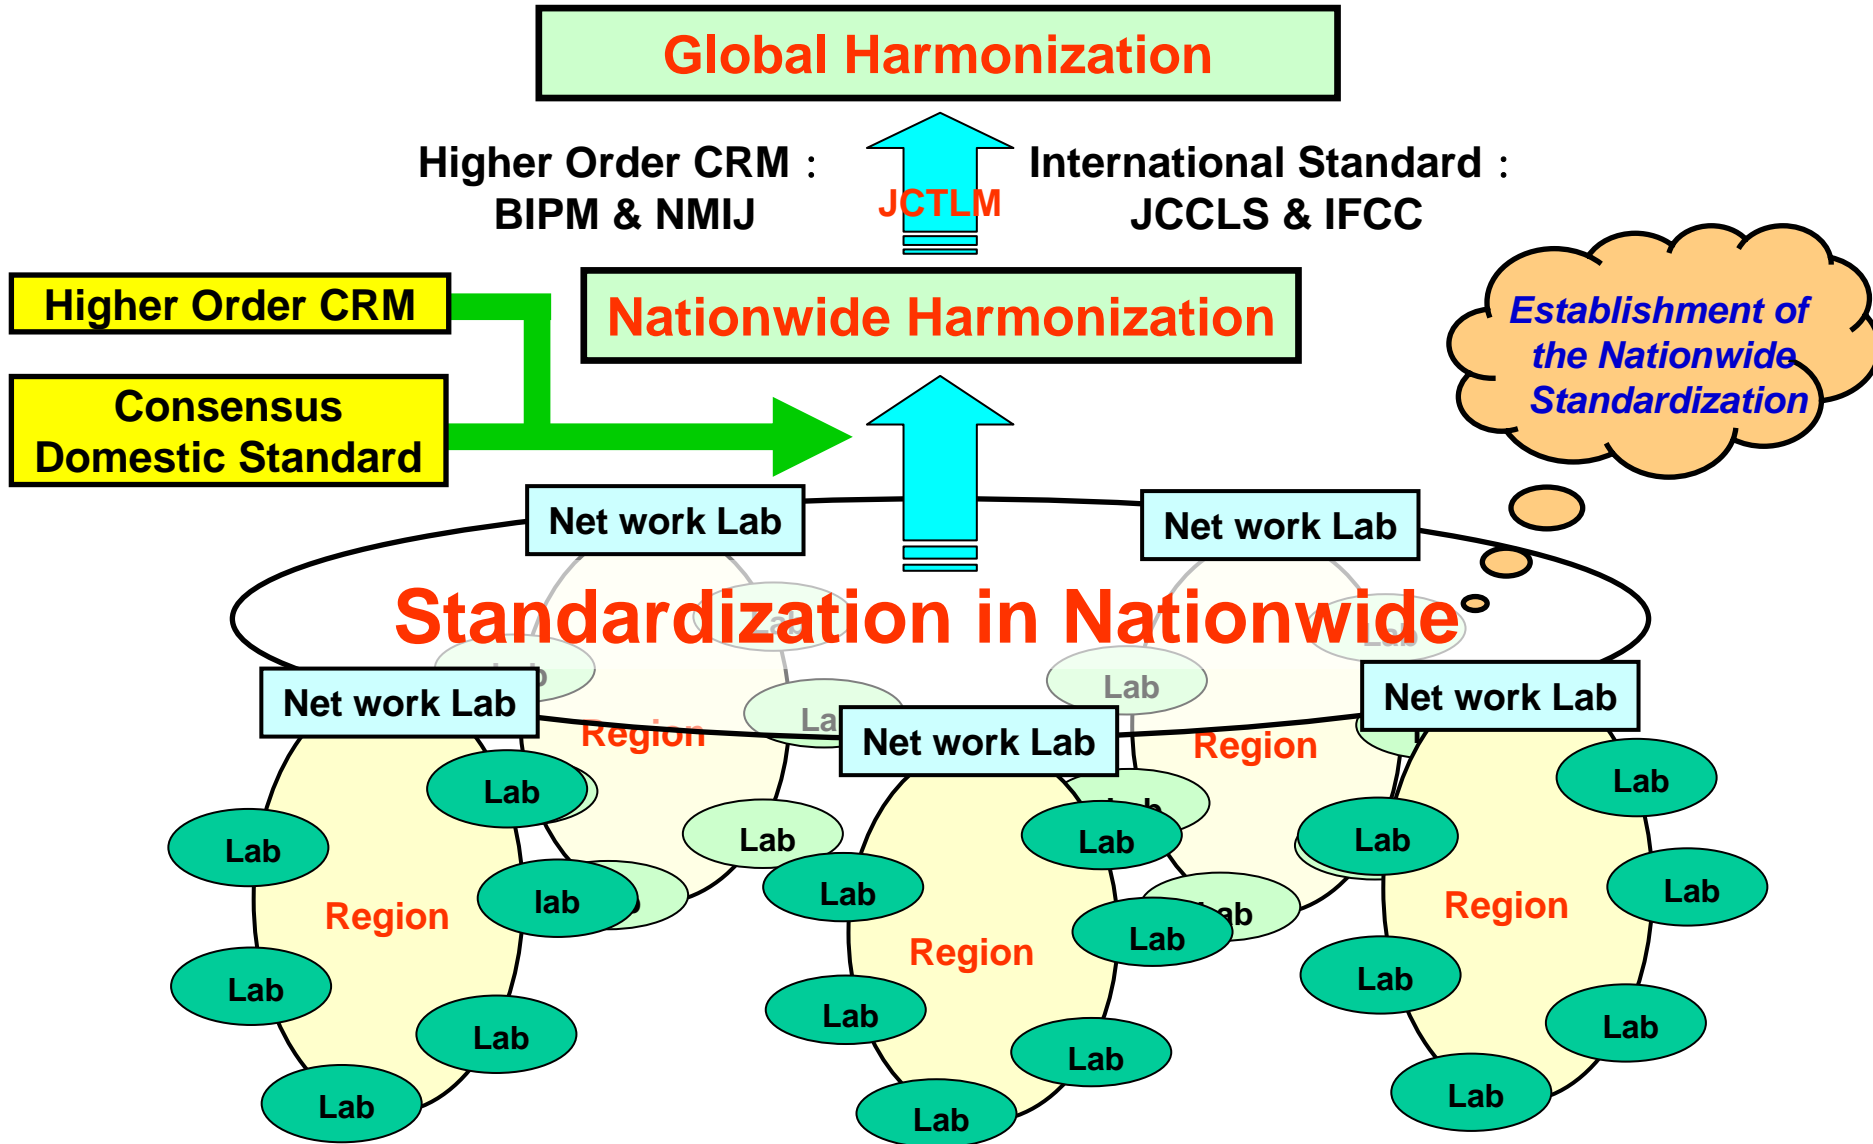 Global Harmonization
Higher Order CRM :
BIPM & NMIJ
JCTLM
International Standard :
JCCLS & IFCC
Higher Order CRM
Nationwide Harmonization
Establishment of
the Nationwide
Standardization
Consensus
Domestic Standard
Net work Lab
Net work Lab
Standardization in Nationwide
Lab
Lab
Lab
Net work Lab
Net work Lab
Net work Lab
Region
Region
Lab
Lab
Lab
Lab
Lab
Lab
Lab
Lab
Lab
Region
lab
Lab
Region
Lab
Region
Lab
Lab
Lab
Lab
Lab
Lab
Lab
Lab
Lab
Lab
Lab